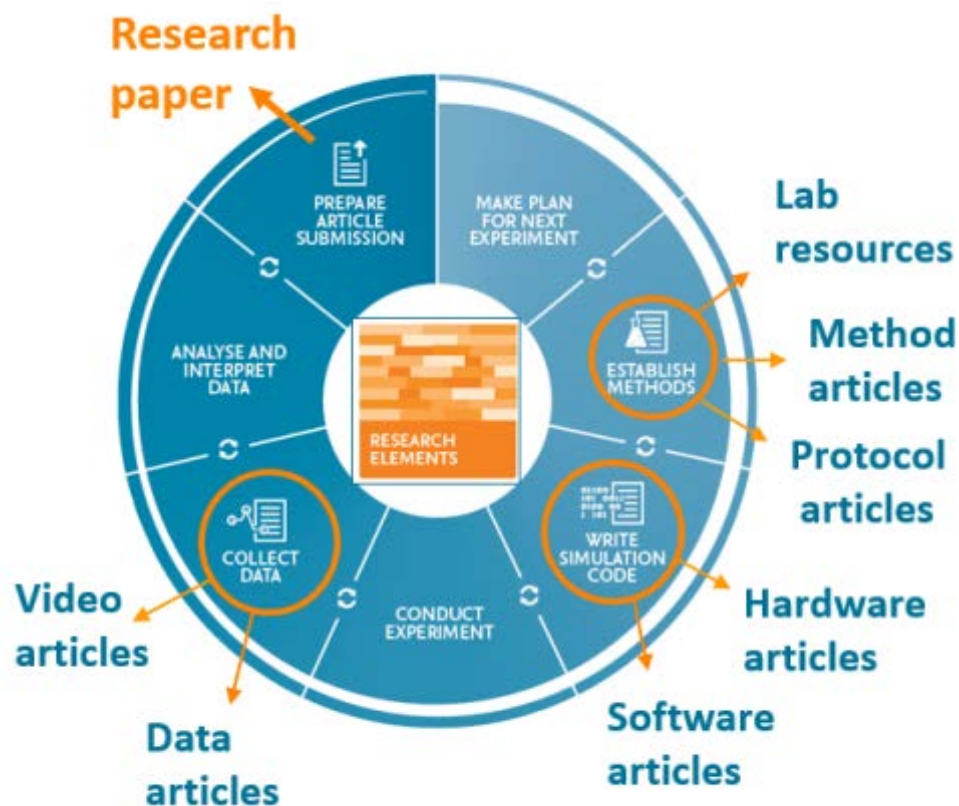 Research
paper
PREPARE
ARTICLE
SUBMISSION
MAKE PLAN
FOR NEXT
EXPERIMENT
Lab
resources
ESTABLISH
METHODS
Method
articles
Protocol
articles
ANALYSE AND
INTERPRET
DATA
RESEARCH
ELEMENTS
WRITE
SIMULATION
CODE
Hardware
articles
Software
articles
CONDUCT
EXPERIMENT
COLLECT
DATA
Video
articles
Data
articles